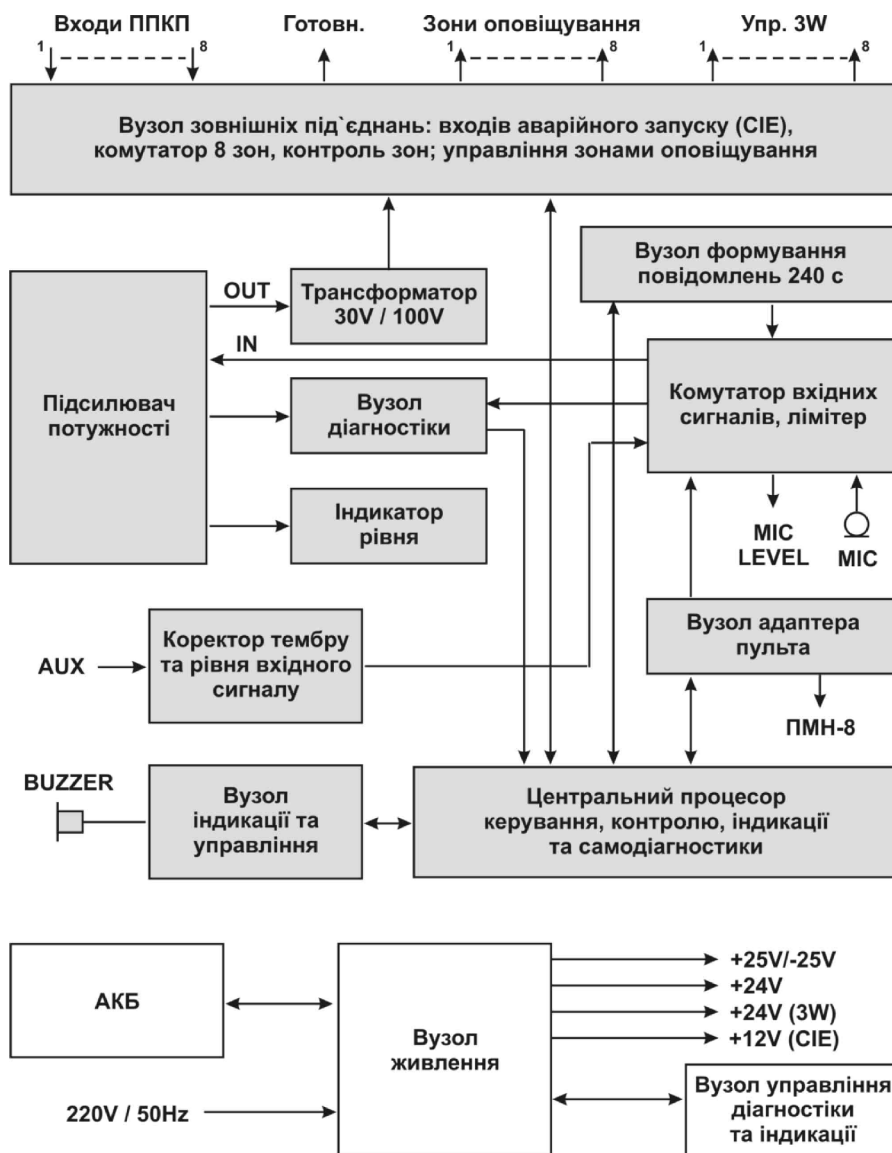 Входи ППКП Готовн. Зони оповіщування Упр. 3W
1 8 1 8 1 8
Вузол зовнішніх під`єднань: входів аварійного запуску (CIE),
комутатор 8 зон, контроль зон; управління зонами оповіщування
Вузол формування
повідомлень 240 с
OUT
Трансформатор
30V / 100V
IN
Підсилювач
потужності
Вузол
діагностіки
Комутатор вхідних
сигналів, лімітер
Індикатор
рівня
MIC
LEVEL
MIC
AUX
Коректор тембру
та рівня вхідного
сигналу
Вузол адаптера
пульта
ПМН-8
BUZZER
Вузол
індикації та
управління
Центральний процесор
керування, контролю, індикації
та самодіагностики
АКБ
220V / 50Hz
Вузол
живлення
+25V/-25V
+24V
+24V (3W)
+12V (CIE)
Вузол управління
діагностіки
та індикації